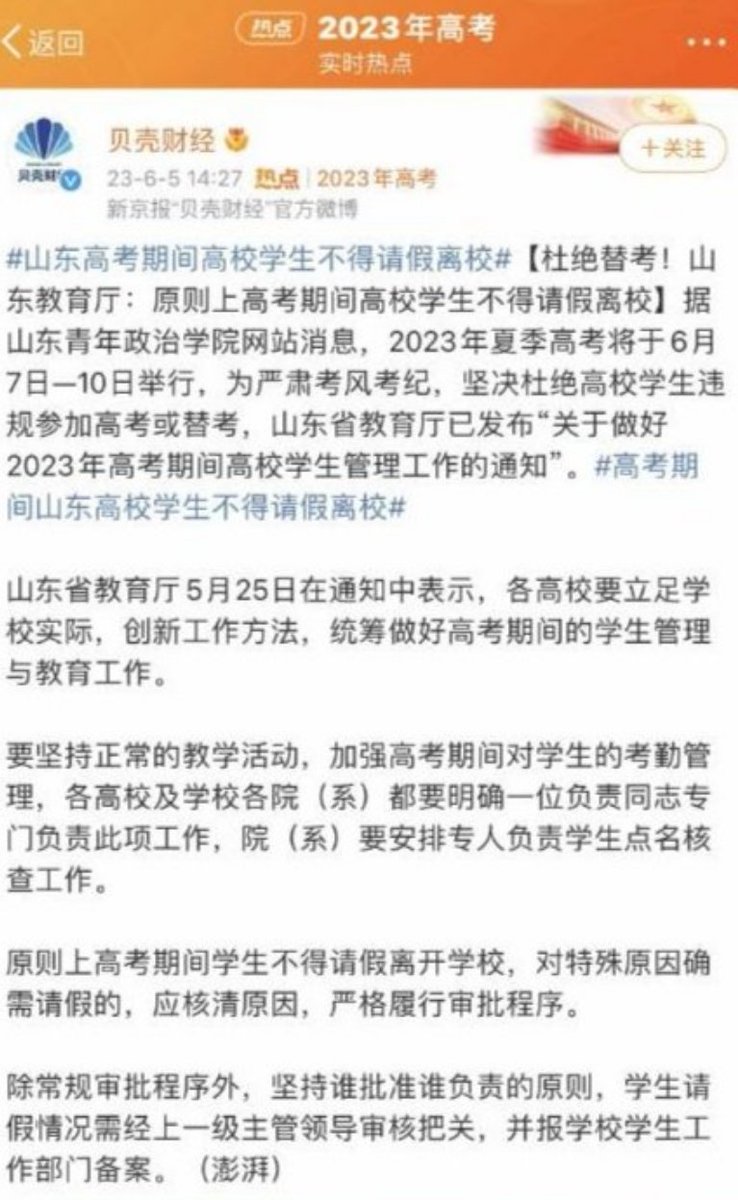 返回
热点 2023年高考
实时热点
贝壳财经
贝壳财经
+关注
23-6-5 14:27 热点 | 2023年高考
新京报“贝壳财经”官方微博
#山东高考期间高校学生不得请假离校#【杜绝替考！山
东教育厅：原则上高考期间高校学生不得请假离校】据
山东青年政治学院网站消息，2023年夏季高考将于6月
7日—10日举行，为严肃考风考纪，坚决杜绝高校学生违
规参加高考或替考，山东省教育厅已发布“关于做好
2023年高考期间高校学生管理工作的通知”。#高考期
间山东高校学生不得请假离校#
山东省教育厅5月25日在通知中表示，各高校要立足学
校实际，创新工作方法，统筹做好高考期间的学生管理
与教育工作。
要坚持正常的教学活动，加强高考期间对学生的考勤管
理，各高校及学校各院（系）都要明确一位负责同志专
门负责此项工作，院（系）要安排专人负责学生点名核
查工作。
原则上高考期间学生不得请假离开学校，对特殊原因确
需请假的，应核清原因，严格履行审批程序。
除常规审批程序外，坚持谁批准谁负责的原则，学生请
假情况需经上一级主管领导审核把关，并报学校学生工
作部门备案。（澎湃）